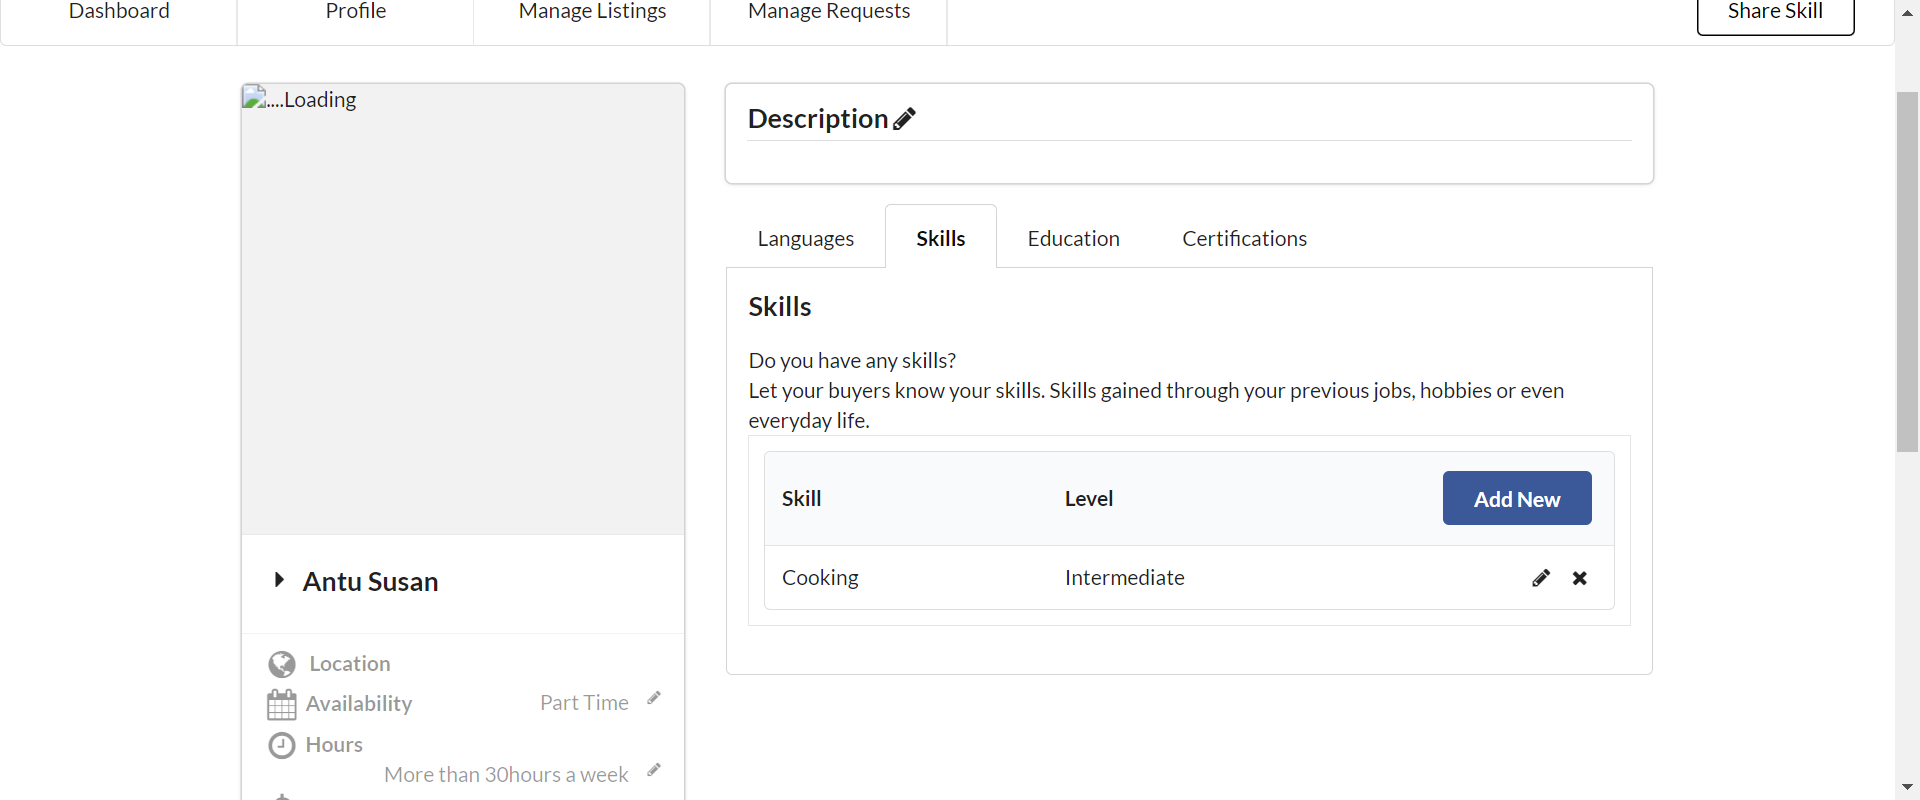 Dashboard
Profile
Manage Listings
Manage Requests
Share Skill
....Loading
Antu Susan
Location
Availability
Part Time
Hours
More than 30hours a week
Description
Languages
Skills
Education
Certifications
Skills
Do you have any skills?
Let your buyers know your skills. Skills gained through your previous jobs, hobbies or even
everyday life.
Skill
Level
Add New
Cooking
Intermediate